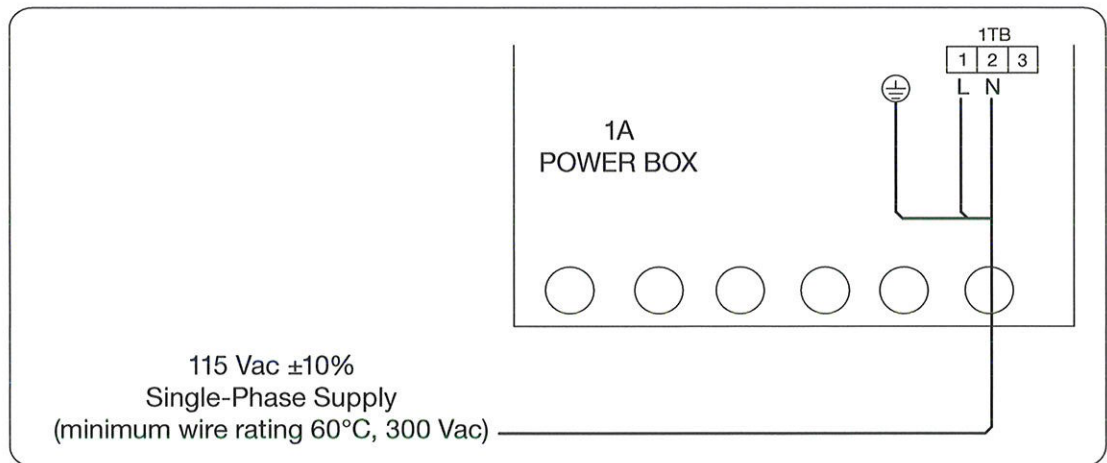 1TB
1 2 3
L N
1A
POWER BOX
115 Vac ±10%
Single-Phase Supply
(minimum wire rating 60°C, 300 Vac)